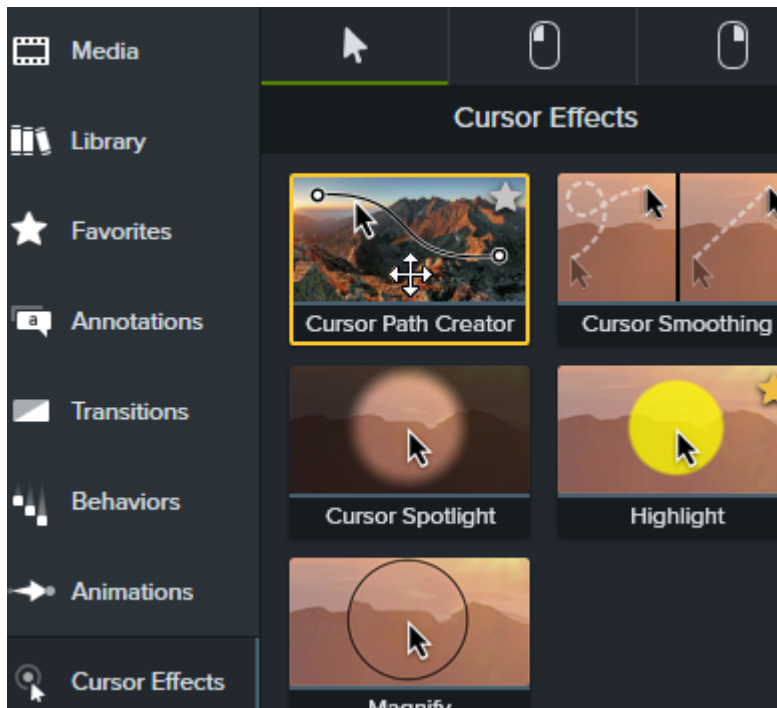 Media
Library
Favorites
a
Annotations
Transitions
Behaviors
Animations
Cursor Effects
Cursor Effects
Cursor Path Creator
Cursor Smoothing
Cursor Spotlight
Highlight
Magnify